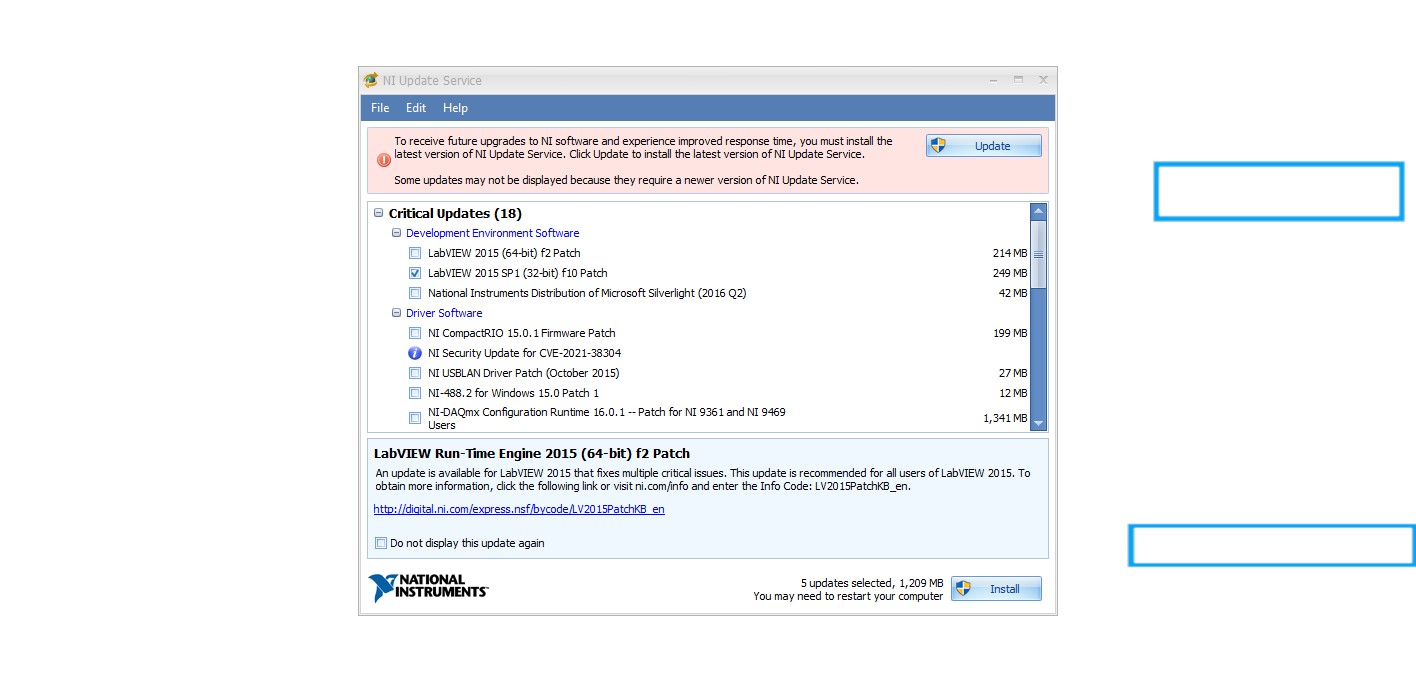 NI Update Service
File Edit Help
To receive future upgrades to NI software and experience improved response time, you must install the
latest version of NI Update Service. Click Update to install the latest version of NI Update Service.
Some updates may not be displayed because they require a newer version of NI Update Service.
Update
Critical Updates (18)
Development Environment Software
LabVIEW 2015 (64-bit) f2 Patch 214 MB
LabVIEW 2015 SP1 (32-bit) f10 Patch 249 MB
National Instruments Distribution of Microsoft Silverlight (2016 Q2) 42 MB
Driver Software
NI CompactRIO 15.0.1 Firmware Patch 199 MB
NI Security Update for CVE-2021-38304
NI USBLAN Driver Patch (October 2015) 27 MB
NI-488.2 for Windows 15.0 Patch 1 12 MB
NI-DAQmx Configuration Runtime 16.0.1 -- Patch for NI 9361 and NI 9469
Users 1,341 MB
LabVIEW Run-Time Engine 2015 (64-bit) f2 Patch
An update is available for LabVIEW 2015 that fixes multiple critical issues. This update is recommended for all users of LabVIEW 2015. To
obtain more information, click the following link or visit ni.com/info and enter the Info Code: LV2015PatchKB_en.
http://digital.ni.com/express.nsf/bycode/LV2015PatchKB_en
Do not display this update again
NATIONAL
INSTRUMENTS™
5 updates selected, 1,209 MB
You may need to restart your computer
Install